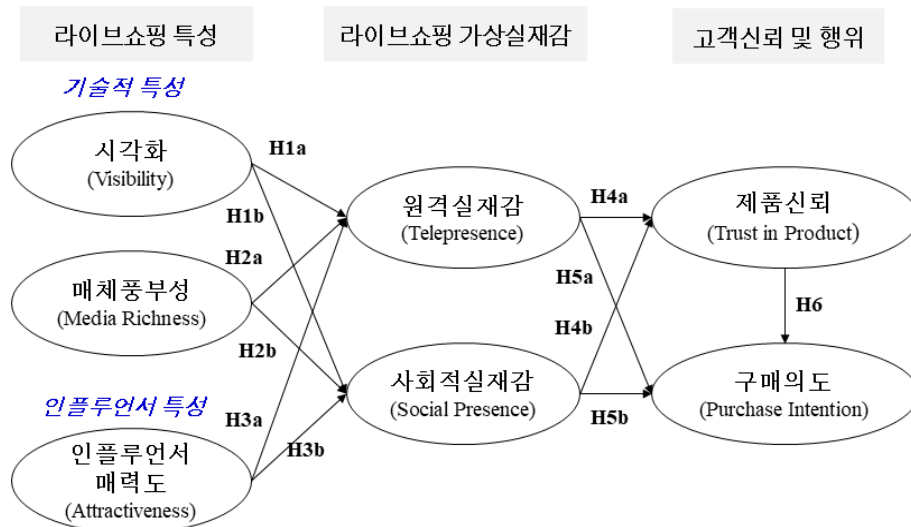 라이브쇼핑 특성
라이브쇼핑 가상실재감
고객신뢰 및 행위
기술적 특성
시각화
(Visibility)
H1a
H1b
원격실재감
(Telepresence)
H4a
제품신뢰
(Trust in Product)
H2a
매체풍부성
(Media Richness)
H5a
H6
H2b
H4b
인플루언서 특성
사회적실재감
(Social Presence)
구매의도
(Purchase Intention)
H3a
H3b
H5b
인플루언서
매력도
(Attractiveness)